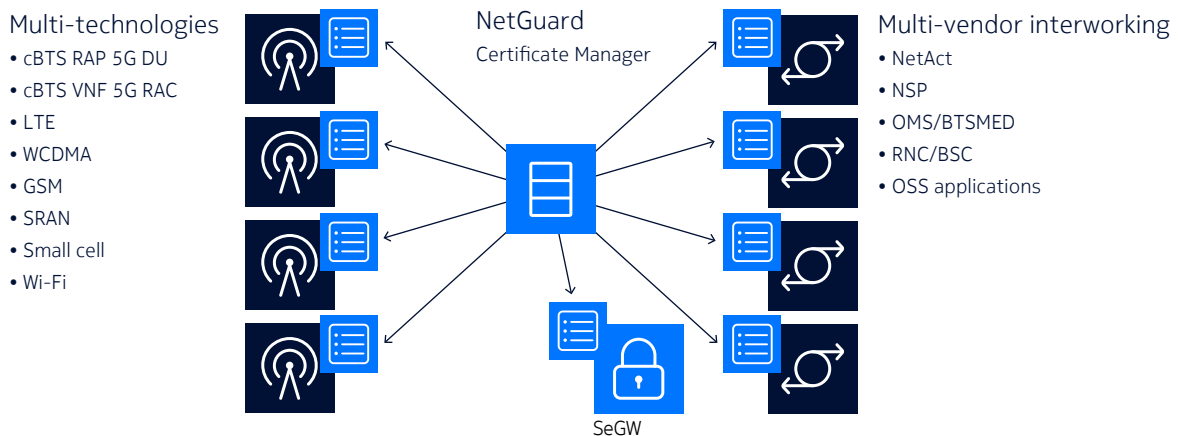 Multi-technologies
• cBTS RAP 5G DU
• cBTS VNF 5G RAC
• LTE
• WCDMA
• GSM
• SRAN
• Small cell
• Wi-Fi
NetGuard
Certificate Manager
SeGW
Multi-vendor interworking
• NetAct
• NSP
• OMS/BTSMED
• RNC/BSC
• OSS applications